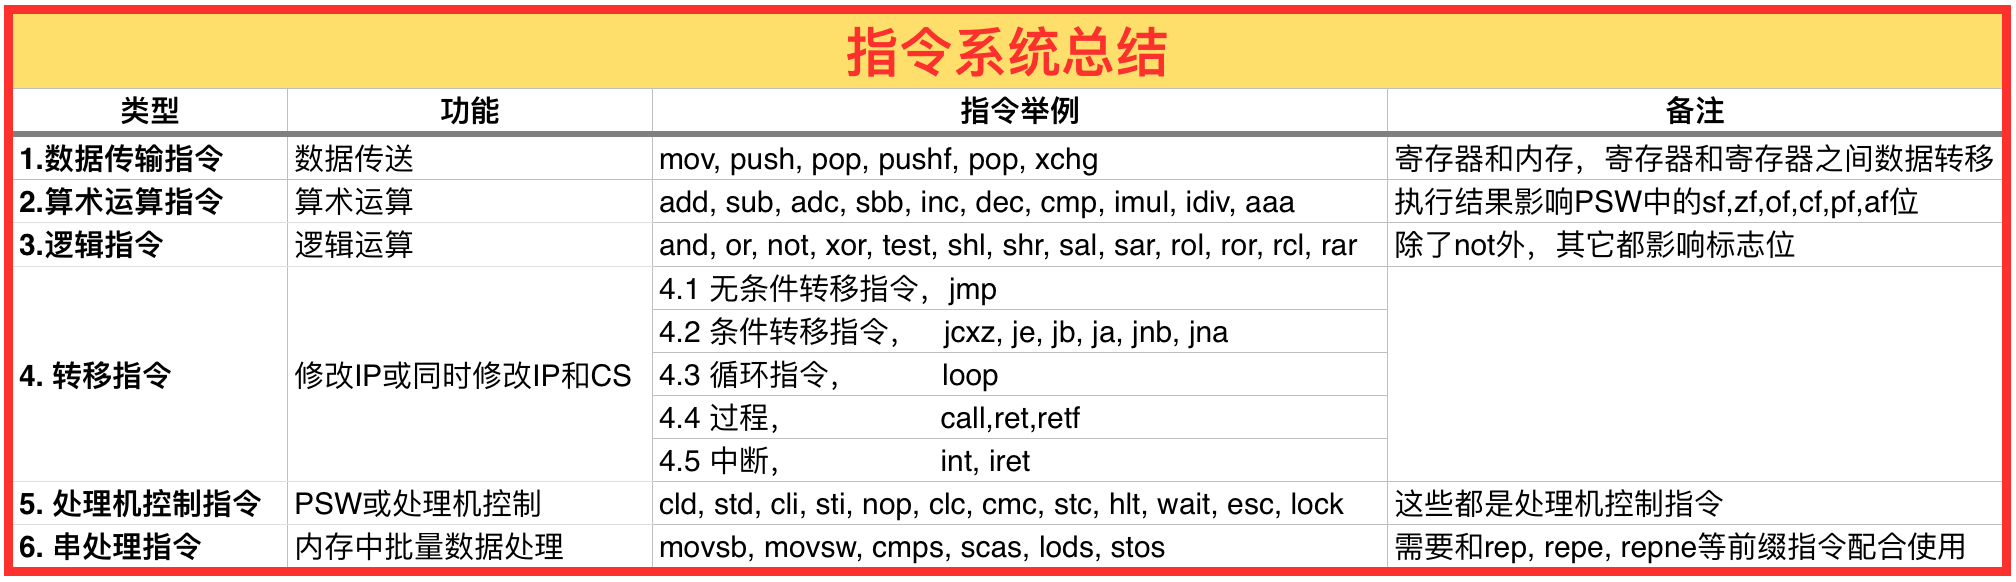 指令系统总结
类型 功能 指令举例 备注
1.数据传输指令 数据传送 mov, push, pop, pushf, pop, xchg 寄存器和内存，寄存器和寄存器之间数据转移
2.算术运算指令 算术运算 add, sub, adc, sbb, inc, dec, cmp, imul, idiv, aaa 执行结果影响PSW中的sf,zf,of,cf,pf,af位
3.逻辑指令 逻辑运算 and, or, not, xor, test, shl, shr, sal, sar, rol, ror, rcl, rar 除了not外，其它都影响标志位
4. 转移指令 修改IP或同时修改IP和CS 4.1 无条件转移指令，jmp
4.2 条件转移指令， jcxz, je, jb, ja, jnb, jna
4.3 循环指令， loop
4.4 过程， call,ret,retf
4.5 中断， int, iret
5. 处理机控制指令 PSW或处理机控制 cld, std, cli, sti, nop, clc, cmc, stc, hlt, wait, esc, lock 这些都是处理机控制指令
6. 串处理指令 内存中批量数据处理 movsb, movsw, cmps, scas, lods, stos 需要和rep, repe, repne等前缀指令配合使用